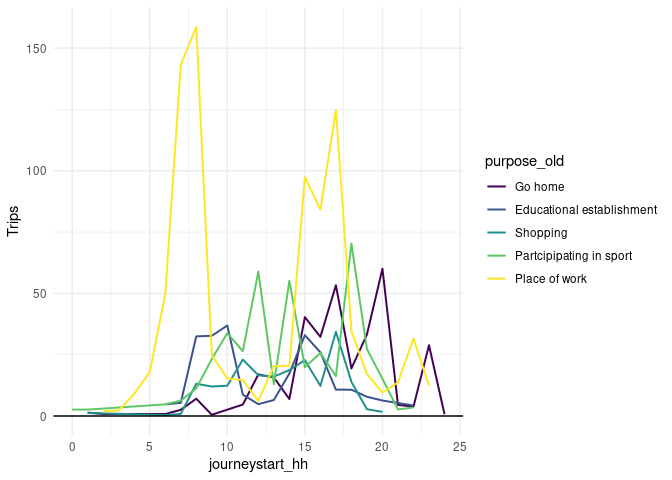 150
100
50
0
Trips
0 5 10 15 20 25
journeystart_hh
purpose_old
Go home
Educational establishment
Shopping
Partcipipating in sport
Place of work